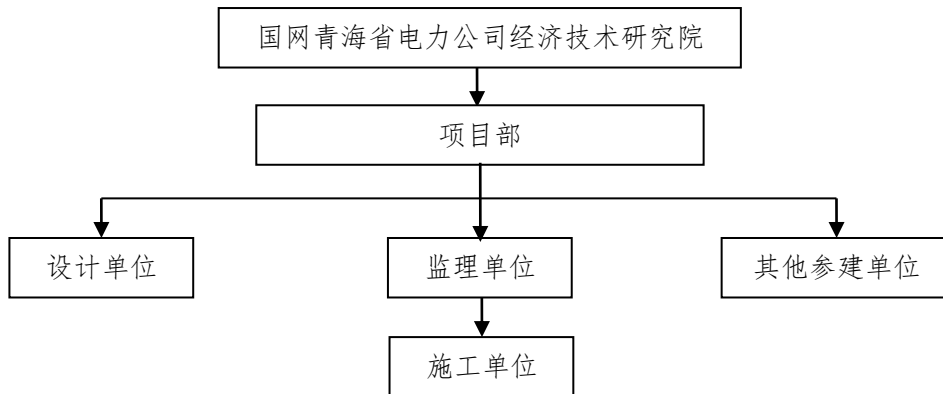 国网青海省电力公司经济技术研究院
项目部
设计单位
监理单位
其他参建单位
施工单位